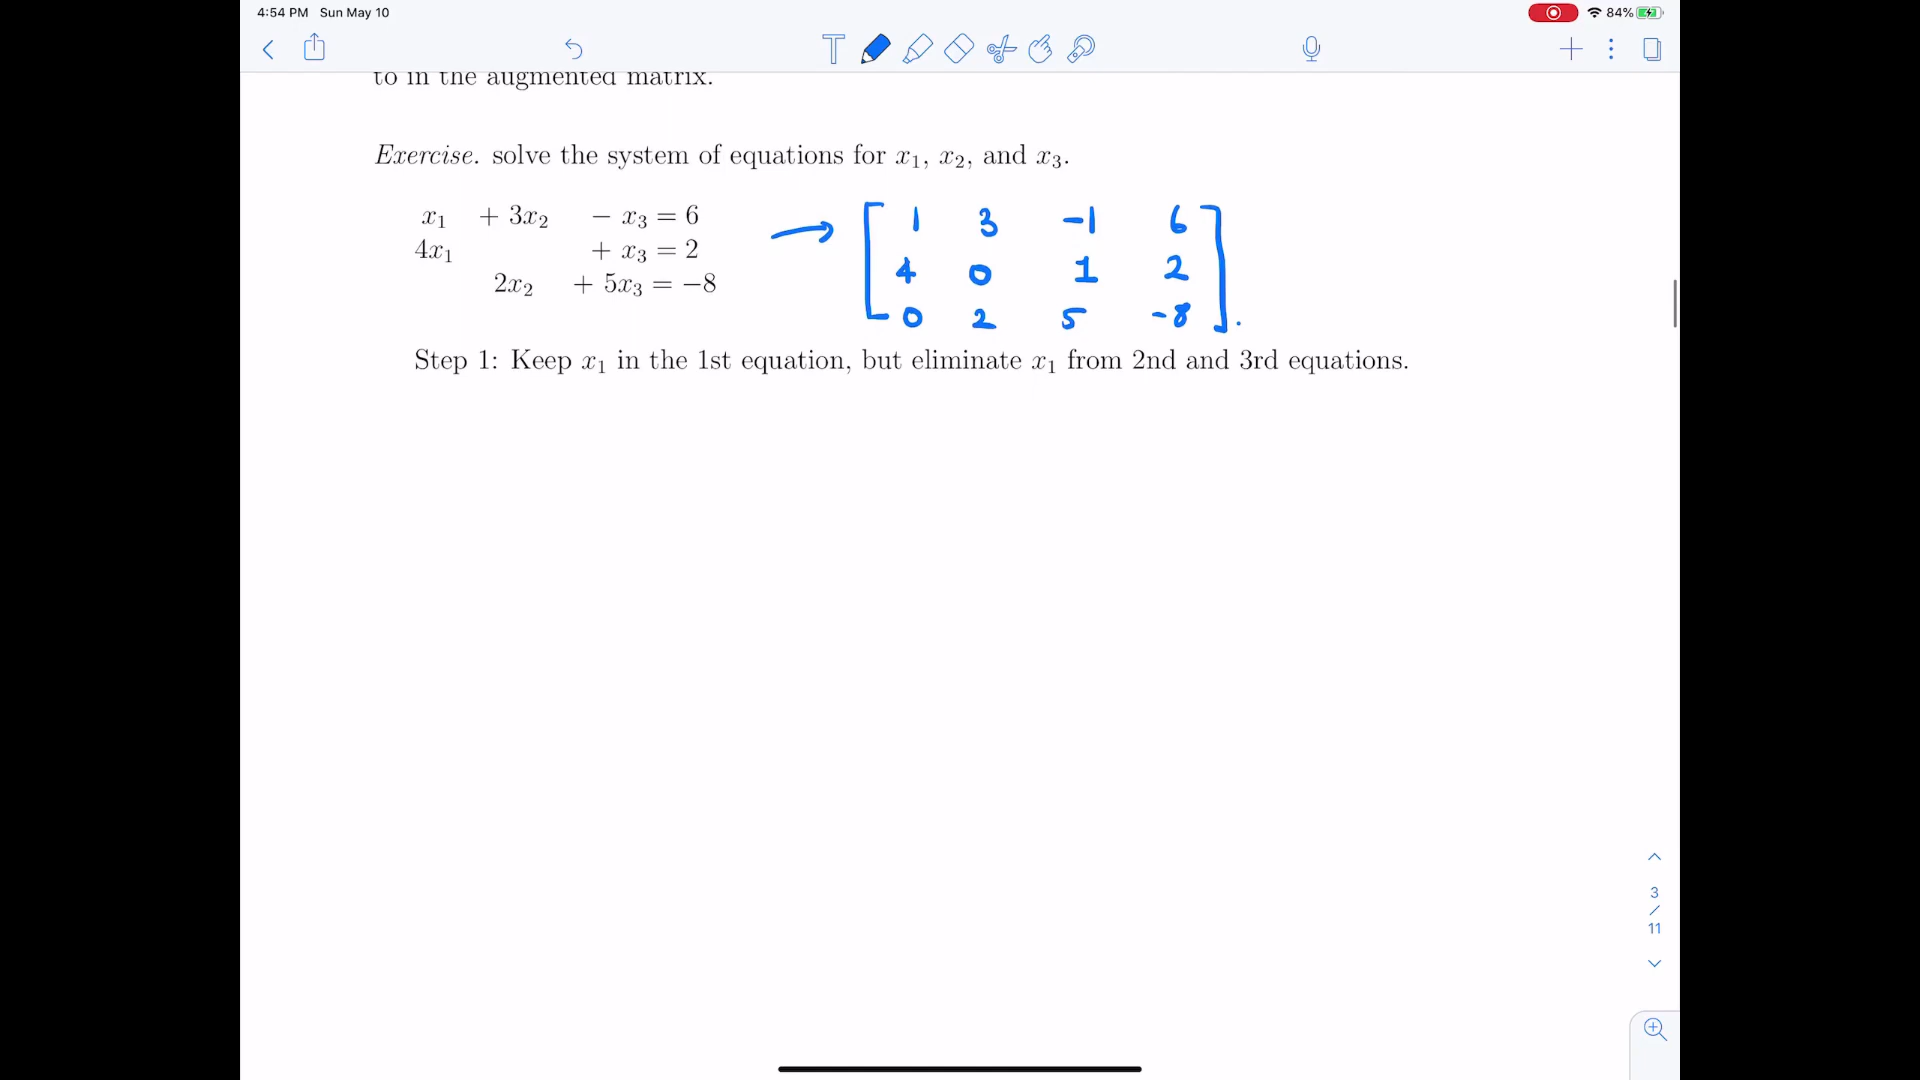 4:54 PM Sun May 10
84%
to in the augmented matrix.
Exercise. solve the system of equations for x₁, x₂, and x₃.
x₁ + 3x₂ − x₃ = 6
4x₁ + x₃ = 2
2x₂ + 5x₃ = −8
→ [ 1 3 -1 6
4 0 1 2
0 2 5 -8 ].
Step 1: Keep x₁ in the 1st equation, but eliminate x₁ from 2nd and 3rd equations.
3
/
11